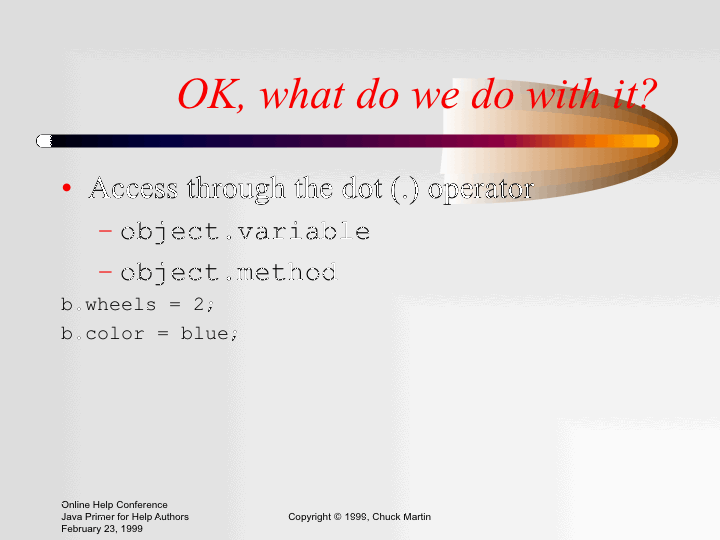 OK, what do we do with it?
• Access through the dot (.) operator
– object.variable
– object.method
b.wheels = 2;
b.color = blue;
Online Help Conference
Java Primer for Help Authors
February 23, 1999
Copyright © 1999, Chuck Martin